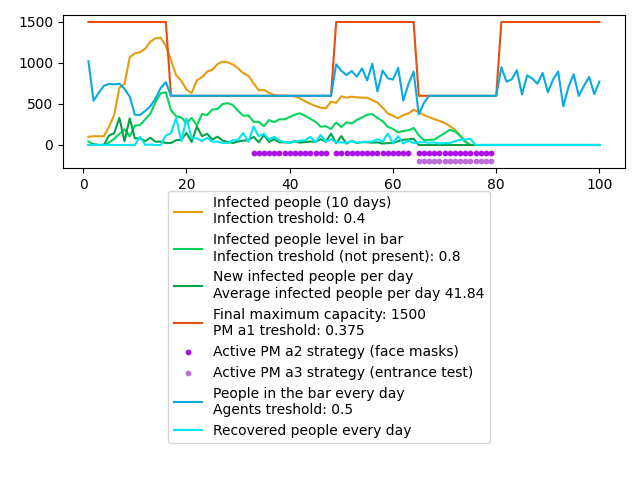 1500
1000
500
0
0
20
40
60
80
100
Infected people (10 days)
Infection treshold: 0.4
Infected people level in bar
Infection treshold (not present): 0.8
New infected people per day
Average infected people per day 41.84
Final maximum capacity: 1500
PM a1 treshold: 0.375
Active PM a2 strategy (face masks)
Active PM a3 strategy (entrance test)
People in the bar every day
Agents treshold: 0.5
Recovered people every day